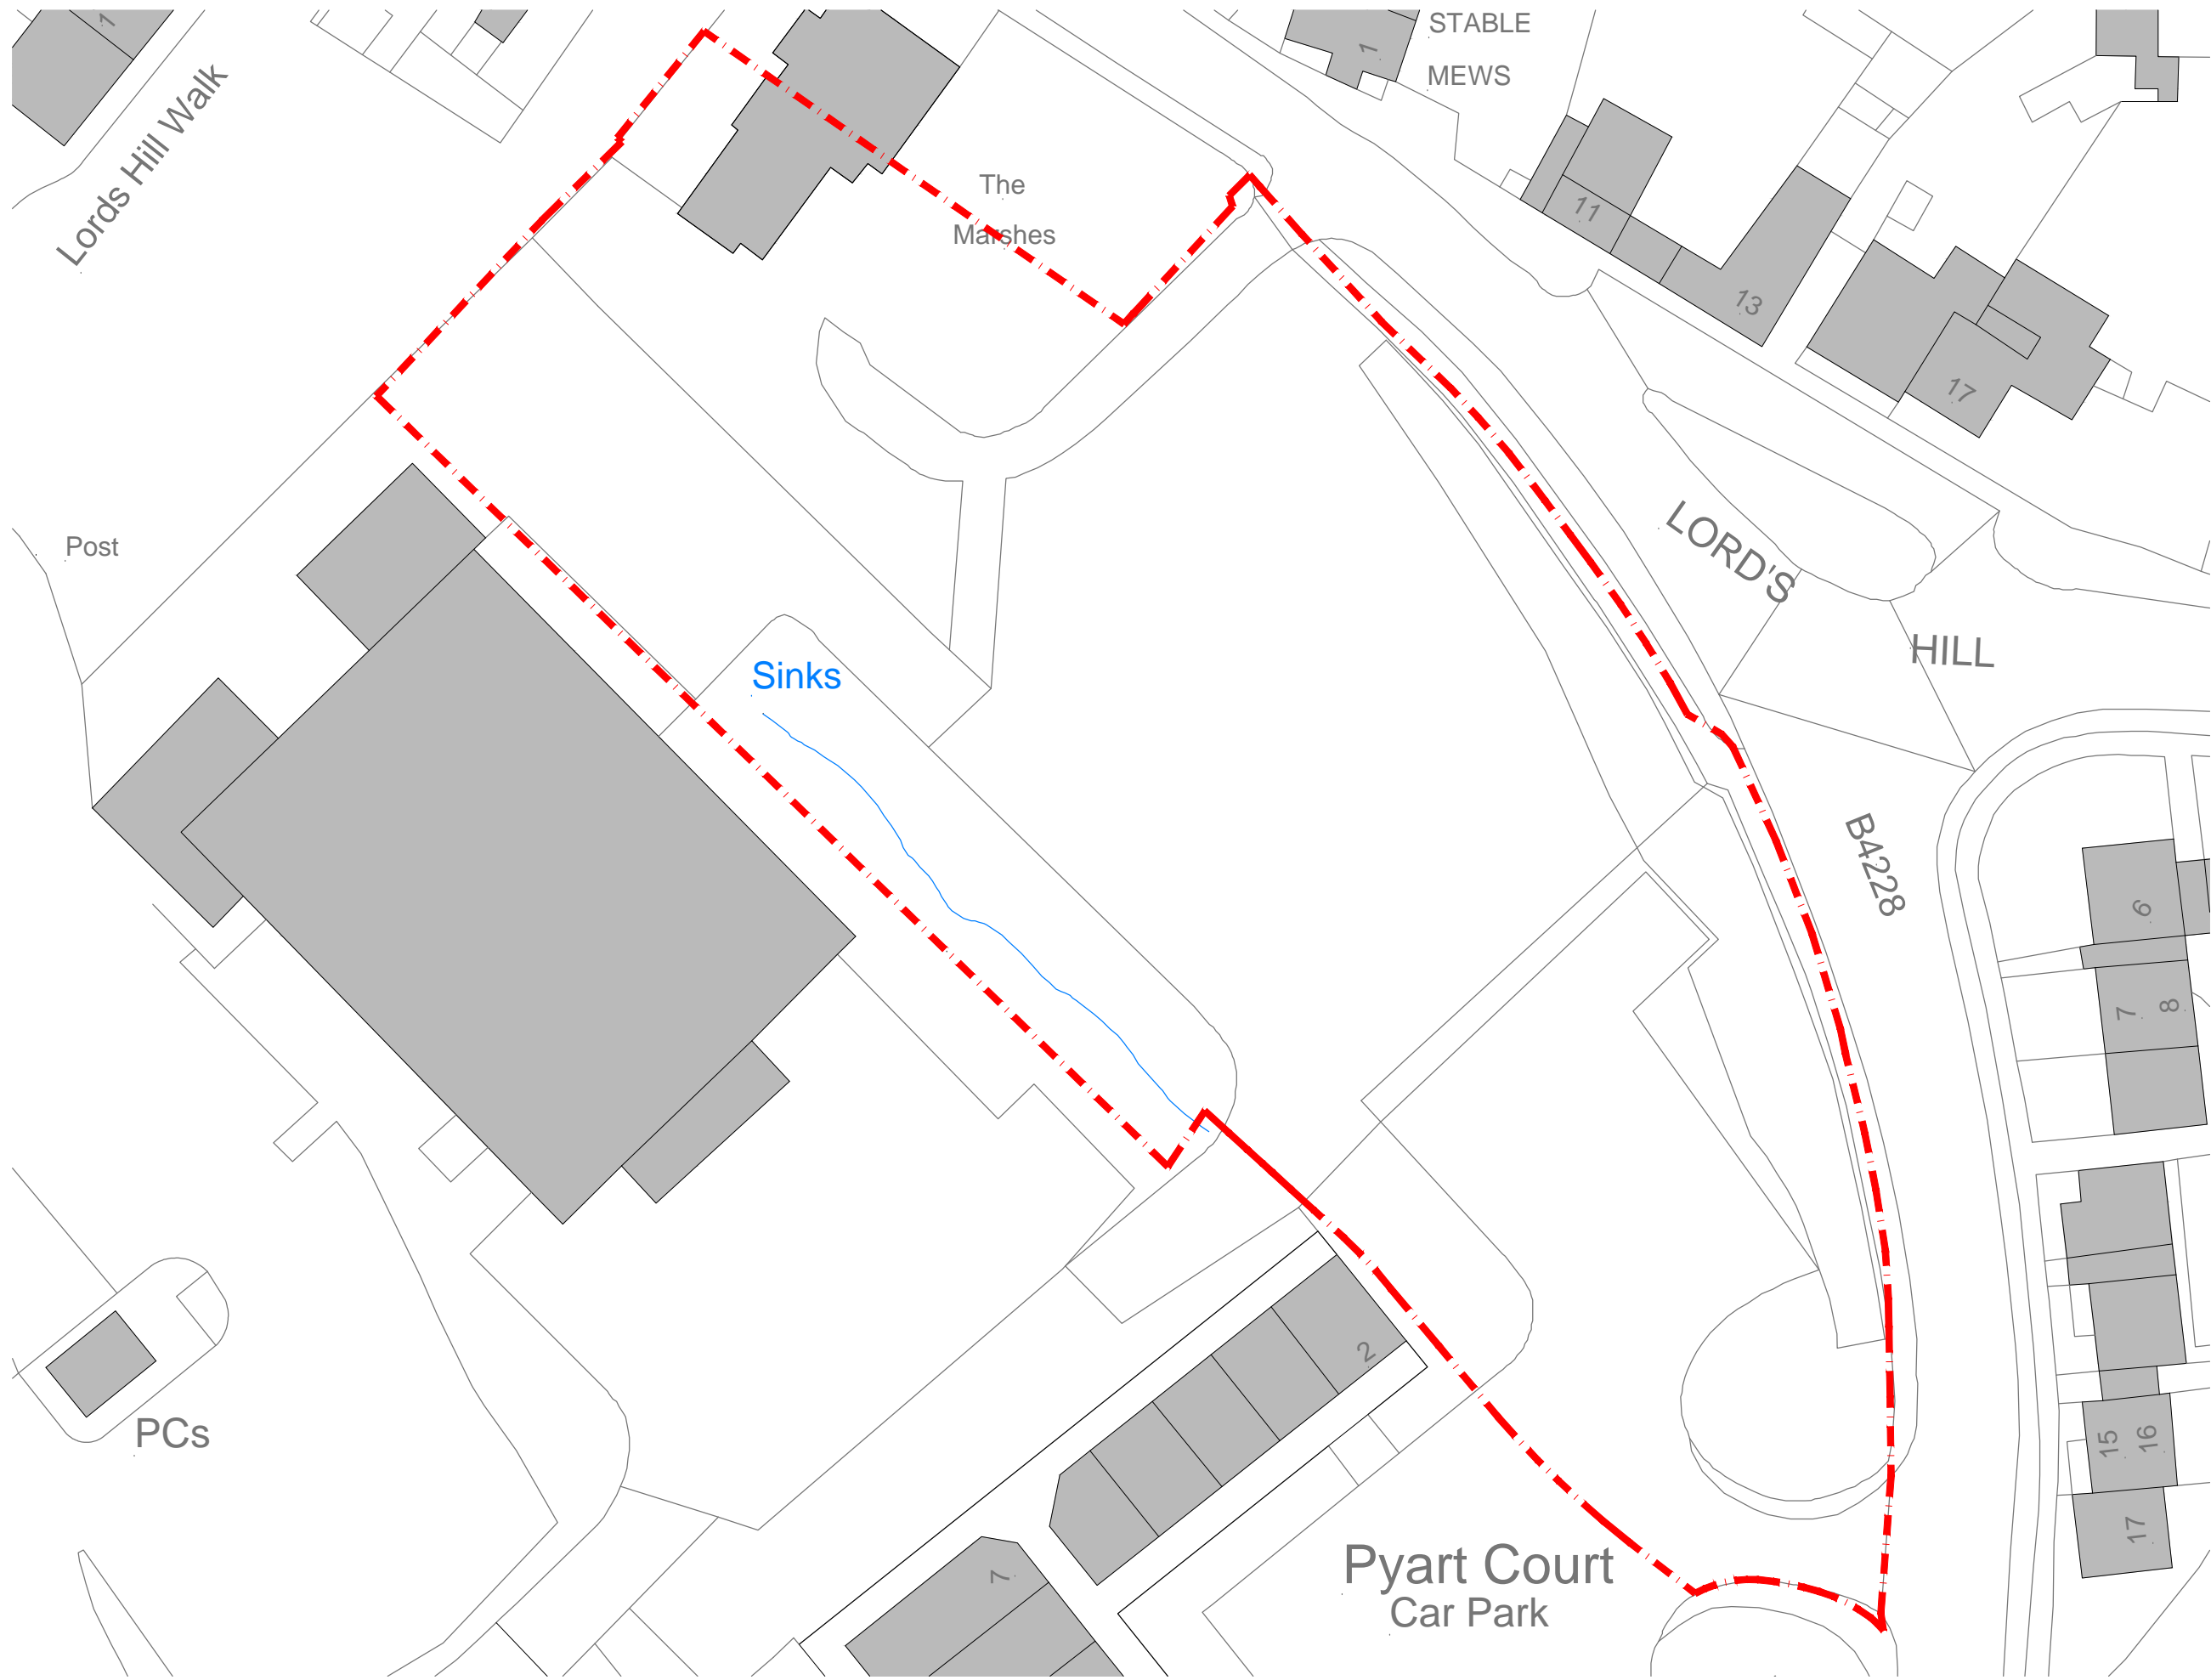 1
Lords Hill Walk
1
STABLE
MEWS
The
Marshes
11
13
17
Post
LORD'S
HILL
Sinks
B4228
6
7
8
2
PCs
15
16
17
7
Pyart Court
Car Park